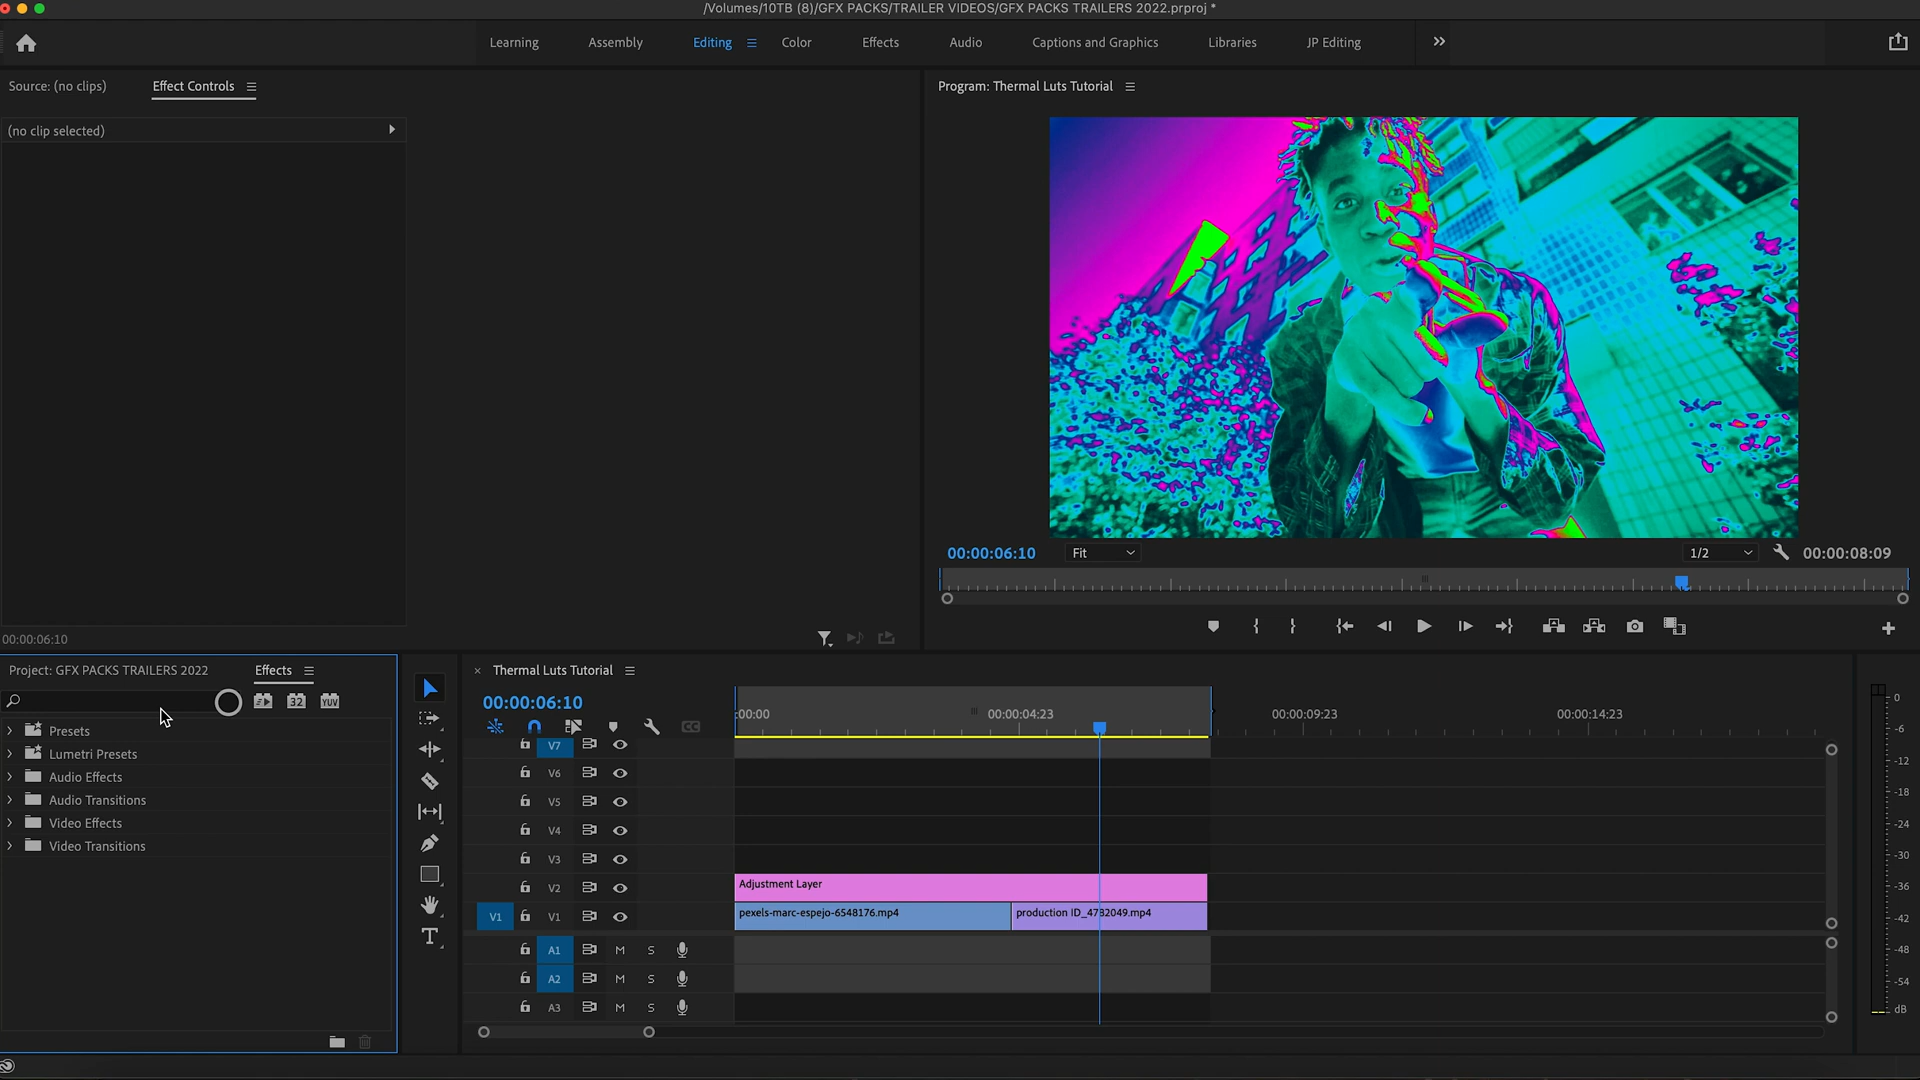 /Volumes/10TB (8)/GFX PACKS/TRAILER VIDEOS/GFX PACKS TRAILERS 2022.prproj *
Learning
Assembly
Editing
Color
Effects
Audio
Captions and Graphics
Libraries
JP Editing
Source: (no clips)
Effect Controls
Program: Thermal Luts Tutorial
(no clip selected)
00:00:06:10
Fit
1/2
00:00:08:09
00:00:06:10
Project: GFX PACKS TRAILERS 2022
Effects
32
YUV
Presets
Lumetri Presets
Audio Effects
Audio Transitions
Video Effects
Video Transitions
Thermal Luts Tutorial
00:00:06:10
CC
:00:00
00:00:04:23
00:00:09:23
00:00:14:23
V7
V6
V5
V4
V3
V2
Adjustment Layer
V1
V1
pexels-marc-espejo-6548176.mp4
production ID_4782049.mp4
A1
M
S
A2
M
S
A3
M
S
T
0
-6
-12
-18
-24
-30
-36
-42
-48
-54
dB